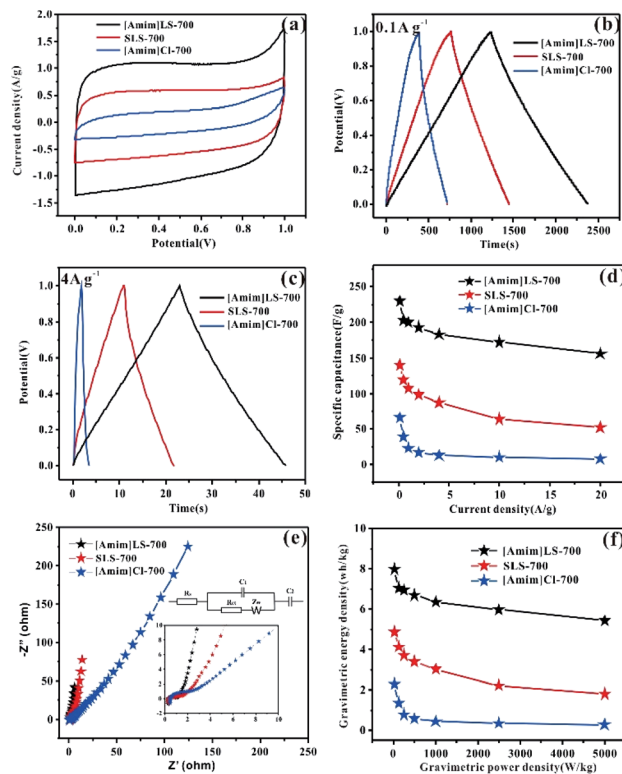 [Amim]LS-700 (a)
SLS-700
[Amim]Cl-700
2.0
1.5
1.0
0.5
0.0
-0.5
-1.0
-1.5
Current density(A/g)
0.0 0.2 0.4 0.6 0.8 1.0
Potential(V)
0.1A g-1 (b)
[Amim]LS-700
SLS-700
[Amim]Cl-700
1.0
0.8
0.6
0.4
0.2
0.0
Potential(V)
0 500 1000 1500 2000 2500
Time(s)
4A g-1 (c)
[Amim]LS-700
SLS-700
[Amim]Cl-700
1.0
0.8
0.6
0.4
0.2
0.0
Potential(V)
0 10 20 30 40 50
Time(s)
(d)
[Amim]LS-700
SLS-700
[Amim]Cl-700
250
200
150
100
50
0
Specific capacitance(F/g)
0 5 10 15 20
Current density(A/g)
(e)
[Amim]LS-700
SLS-700
[Amim]Cl-700
250
200
150
100
50
0
-Z'' (ohm)
C1
Rct
C2
10
8
6
4
2
0
0 2 4 6 8 10
0 25 50 75 100 125 150 175 200 225 250
Z' (ohm)
(f)
[Amim]LS-700
SLS-700
[Amim]Cl-700
10
8
6
4
2
0
Gravimetric energy density(wh/kg)
0 1000 2000 3000 4000 5000
Gravimetric power density(W/kg)